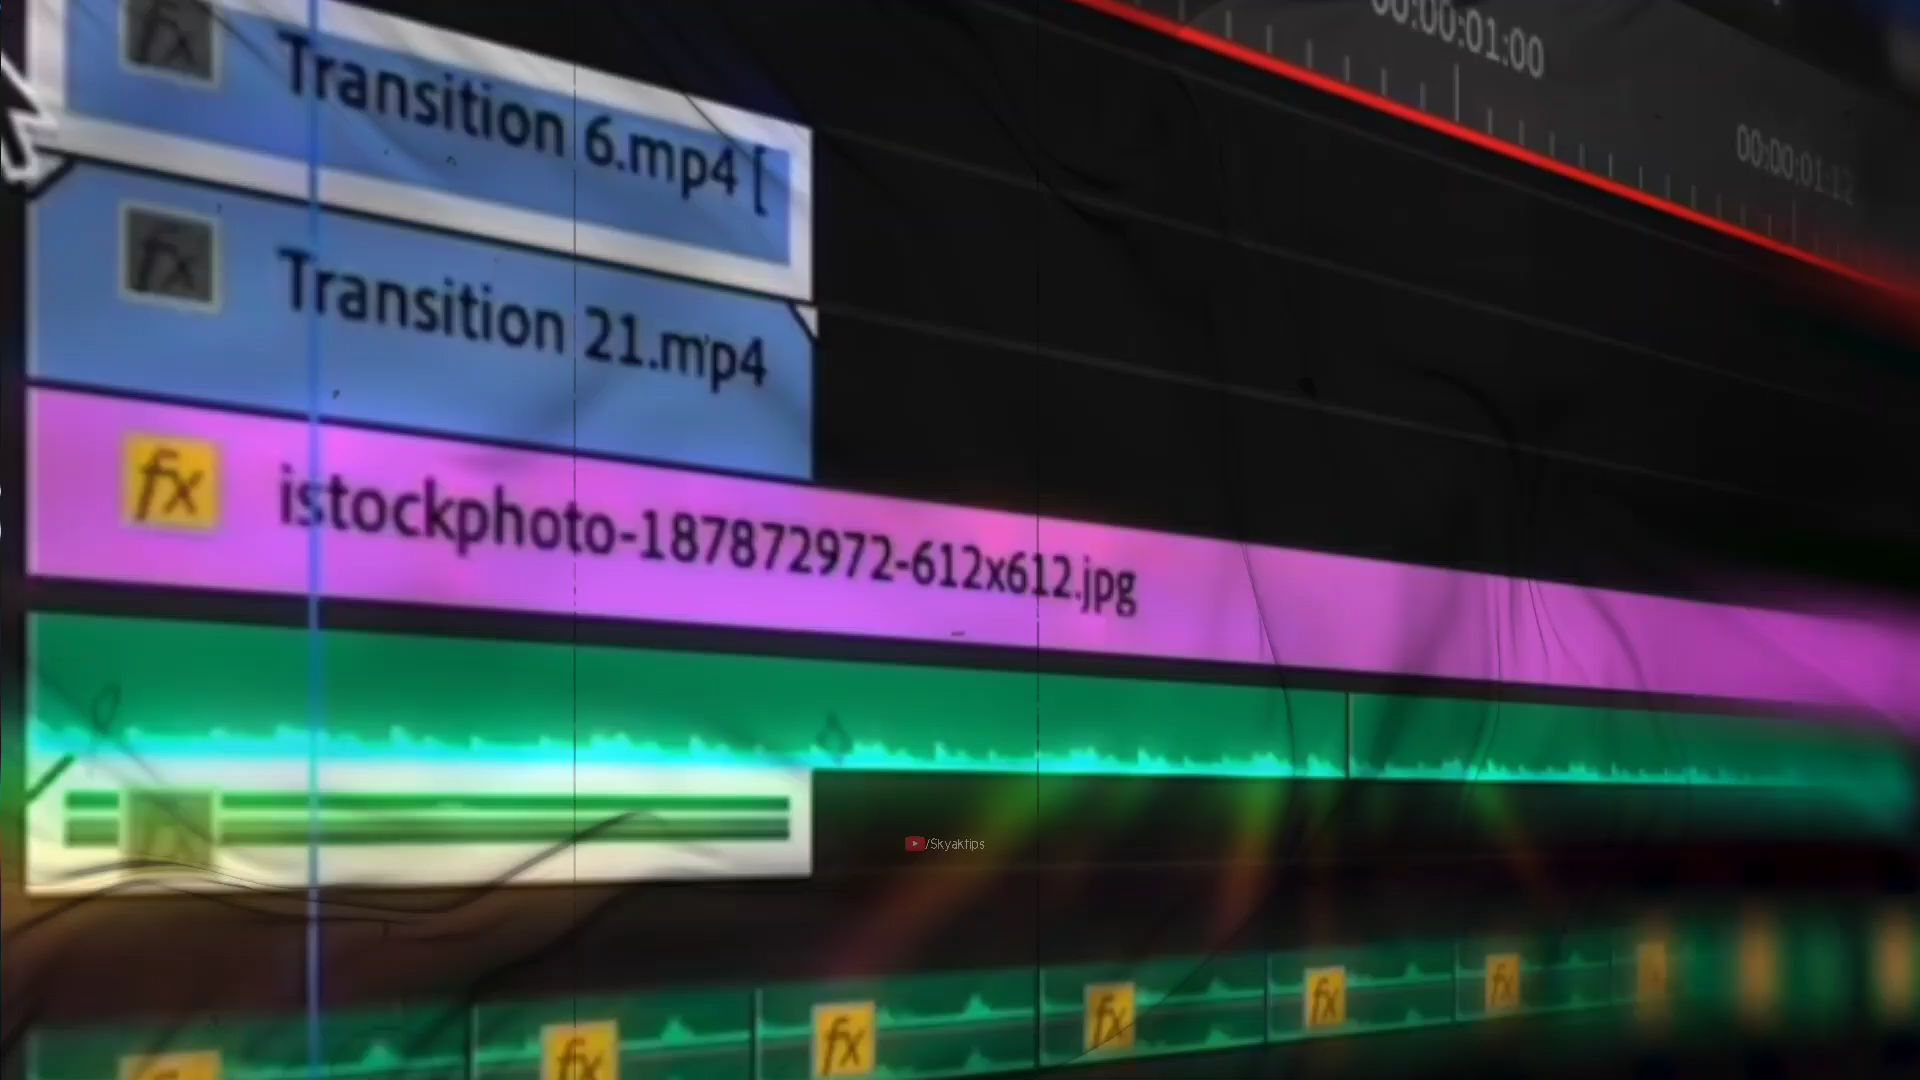 00:00:01:00
00:00:01:12
fx
Transition 6.mp4 [
fx
Transition 21.mp4
fx
istockphoto-187872972-612x612.jpg
/Skyaktips
fx
fx
fx
fx
fx